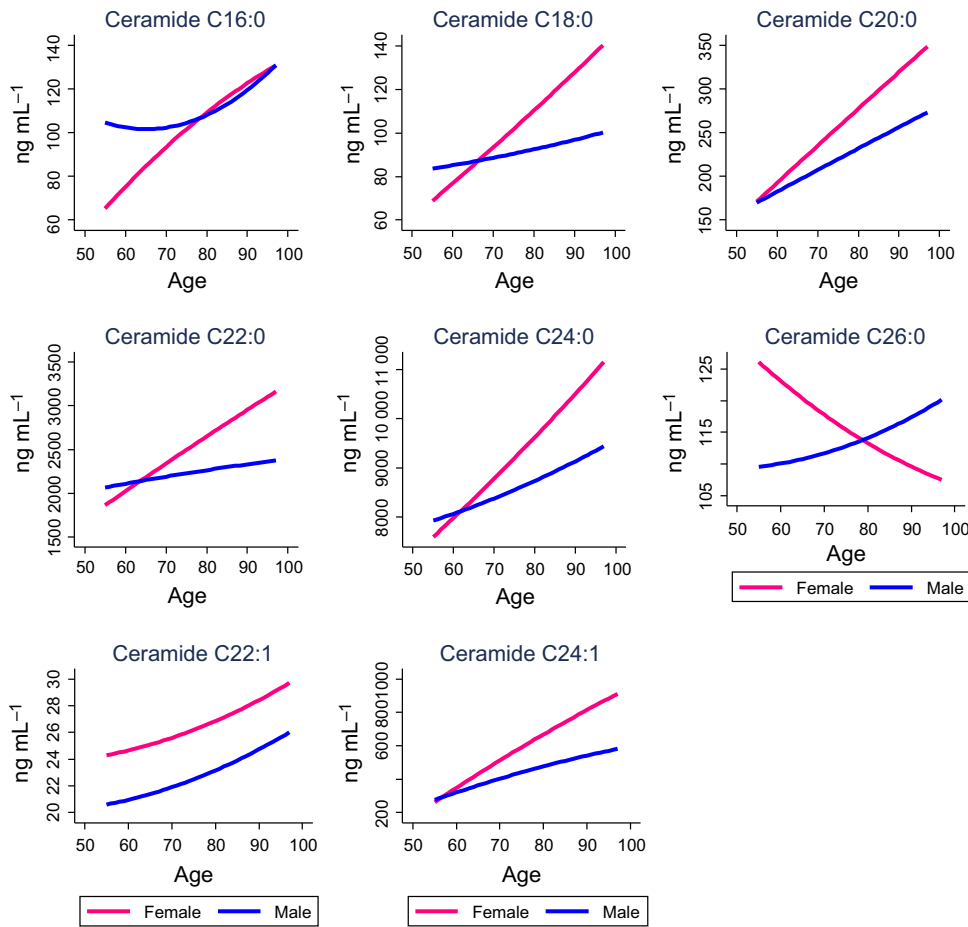 Ceramide C16:0
ng mL−1
60 80 100 120 140
50 60 70 80 90 100
Age
Ceramide C18:0
ng mL−1
60 80 100 120 140
50 60 70 80 90 100
Age
Ceramide C20:0
ng mL−1
150 200 250 300 350
50 60 70 80 90 100
Age
Ceramide C22:0
ng mL−1
1500 2000 2500 3000 3500
50 60 70 80 90 100
Age
Ceramide C24:0
ng mL−1
8000 9000 10 000 11 000
50 60 70 80 90 100
Age
Ceramide C26:0
ng mL−1
105 115 125
50 60 70 80 90 100
Age
Female Male
Ceramide C22:1
ng mL−1
20 22 24 26 28 30
50 60 70 80 90 100
Age
Female Male
Ceramide C24:1
ng mL−1
200 600 8001000
50 60 70 80 90 100
Age
Female Male